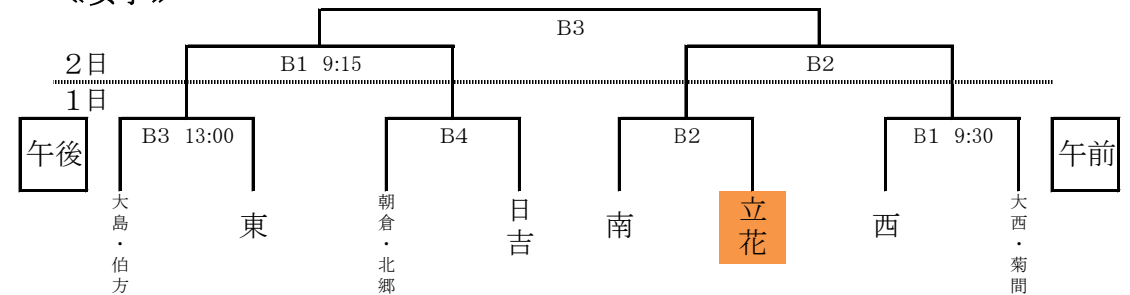 B3
2日
B1 9:15
B2
1日
午後
B3 13:00
B4
B2
B1 9:30
午前
大島・伯方
東
朝倉・北郷
日吉
南
立花
西
大西・菊間